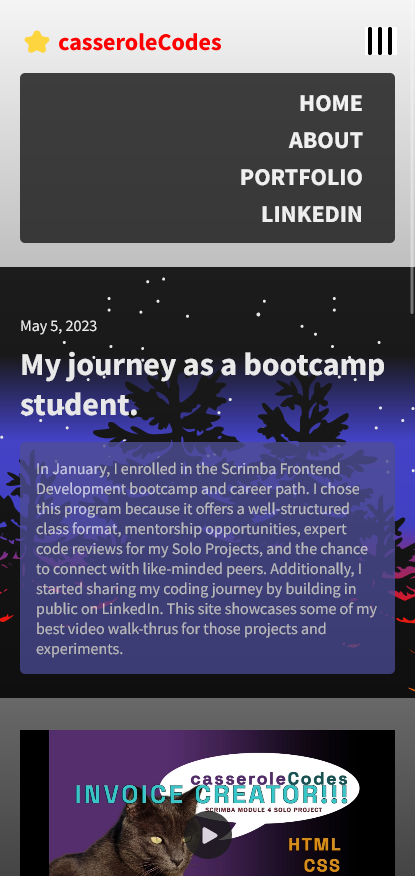 casseroleCodes
HOME
ABOUT
PORTFOLIO
LINKEDIN
May 5, 2023
My journey as a bootcamp
student.
In January, I enrolled in the Scrimba Frontend
Development bootcamp and career path. I chose
this program because it offers a well-structured
class format, mentorship opportunities, expert
code reviews for my Solo Projects, and the chance
to connect with like-minded peers. Additionally, I
started sharing my coding journey by building in
public on LinkedIn. This site showcases some of my
best video walk-thrus for those projects and
experiments.
casseroleCodes
INVOICE CREATOR!!!
SCRIMBA MODULE 4 SOLO PROJECT
HTML
CSS